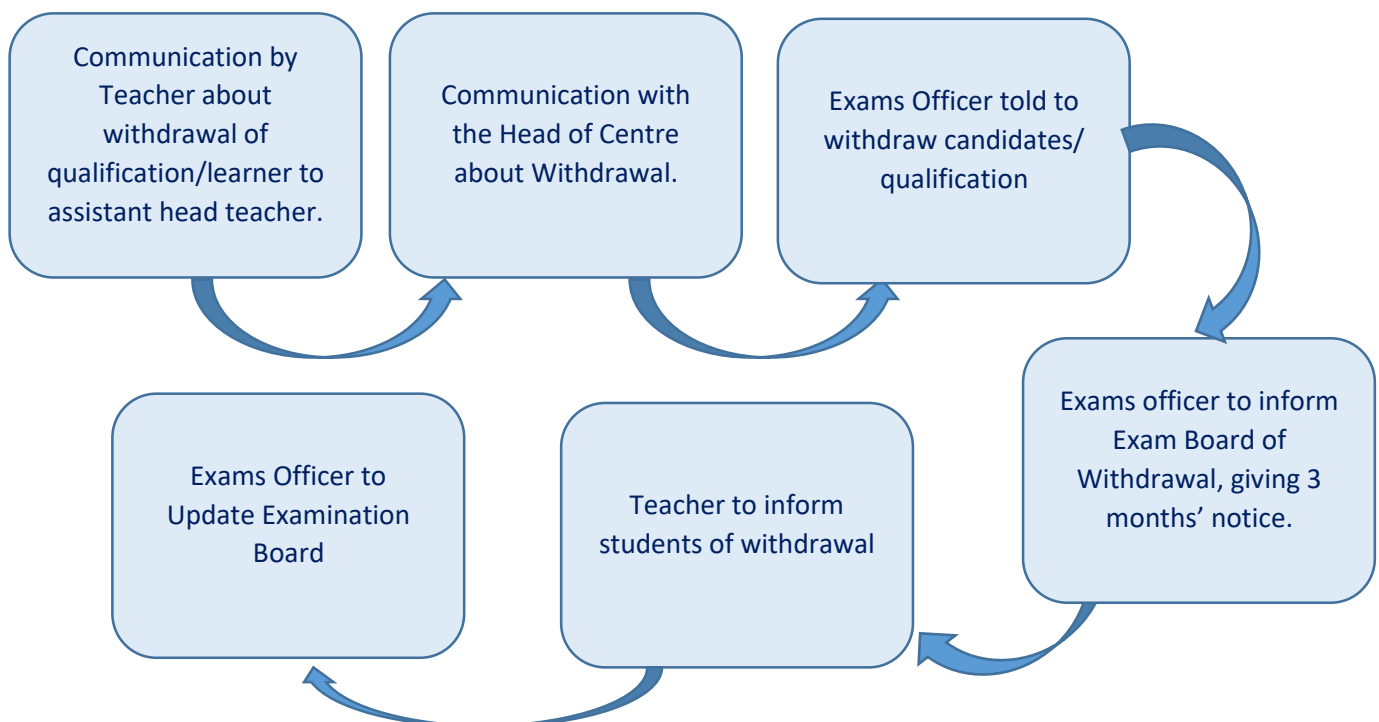 Communication by
Teacher about
withdrawal of
qualification/learner to
assistant head teacher.
Communication with
the Head of Centre
about Withdrawal.
Exams Officer told to
withdraw candidates/
qualification
Exams officer to inform
Exam Board of
Withdrawal, giving 3
months’ notice.
Teacher to inform
students of withdrawal
Exams Officer to
Update Examination
Board